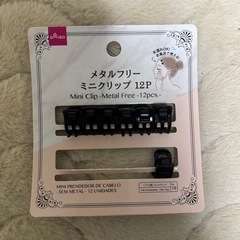 DAISO
メタルフリー
ミニクリップ 12P
Mini Clip -Metal Free -12pcs.-
MINI PRENDEDOR DE CABELO
- SEM METAL - 12 UNIDADES